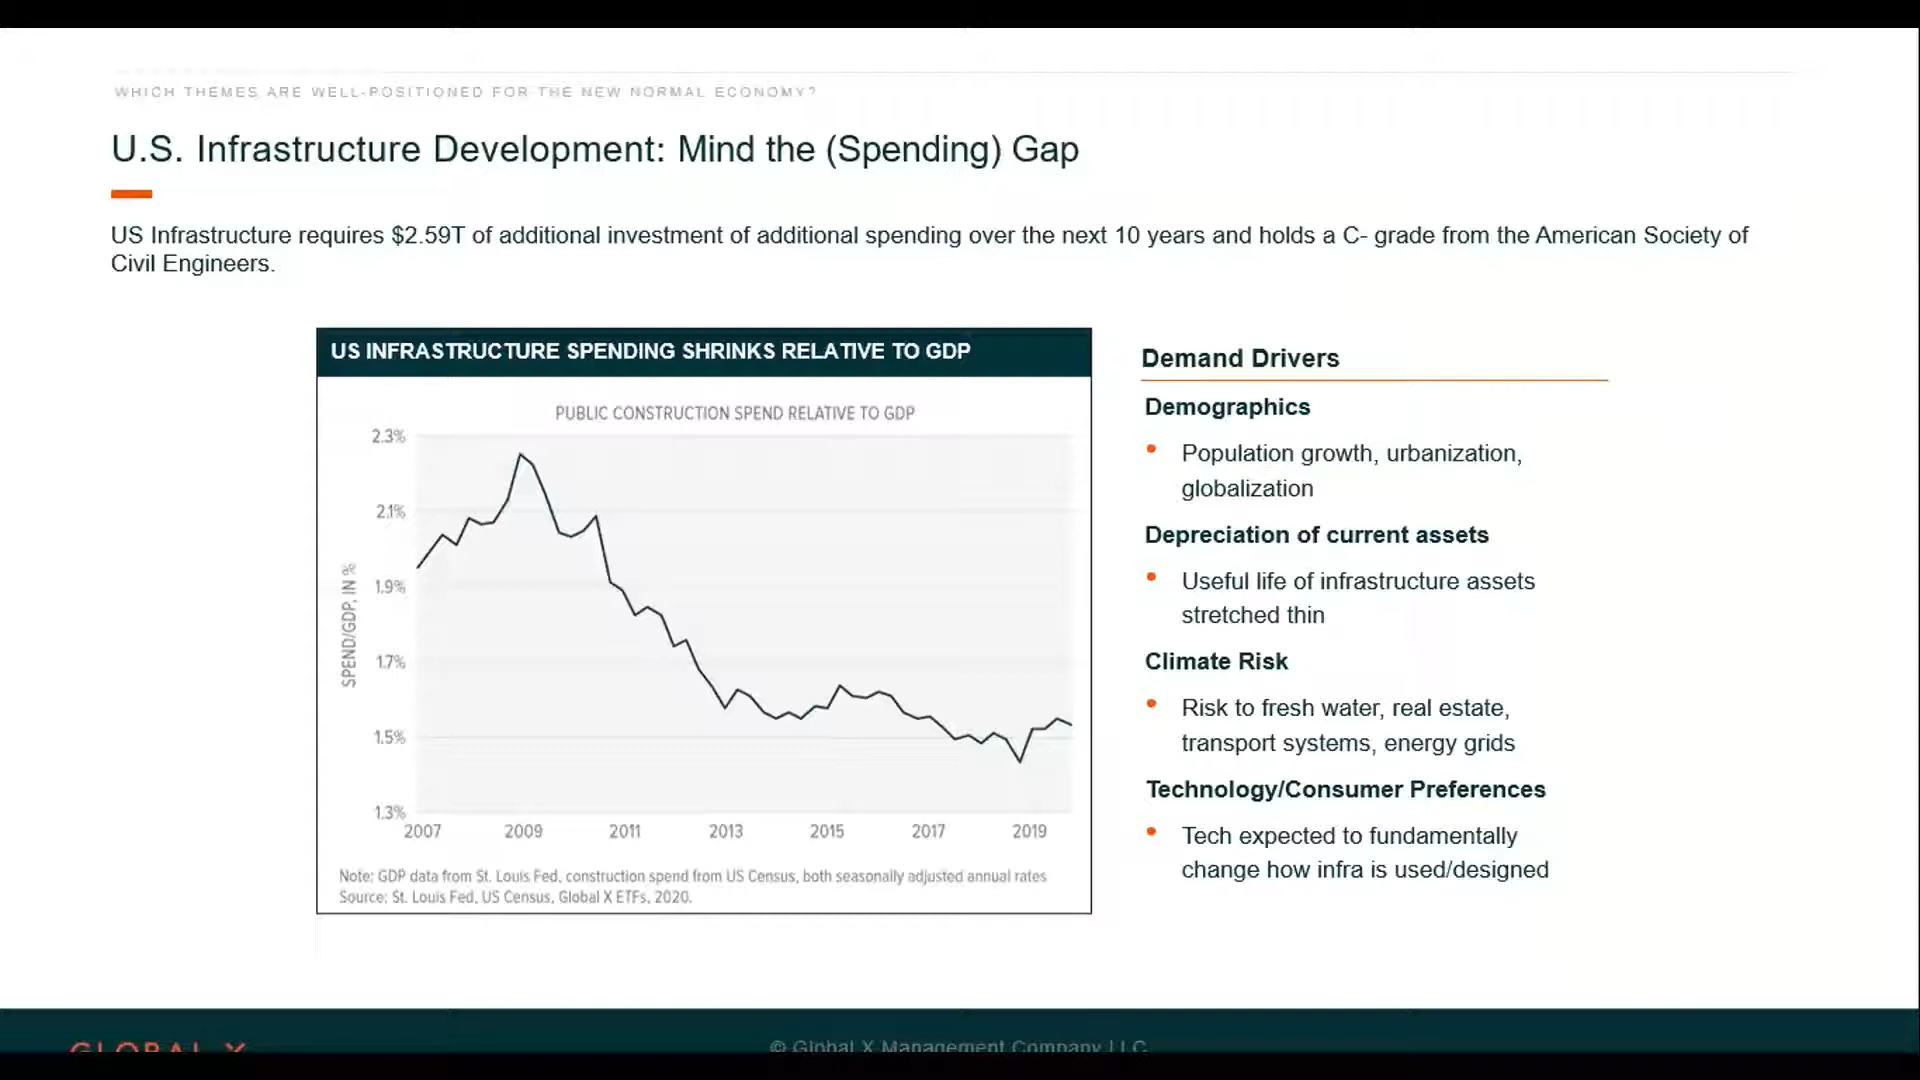 WHICH THEMES ARE WELL-POSITIONED FOR THE NEW NORMAL ECONOMY?
U.S. Infrastructure Development: Mind the (Spending) Gap
US Infrastructure requires $2.59T of additional investment of additional spending over the next 10 years and holds a C- grade from the American Society of
Civil Engineers.
US INFRASTRUCTURE SPENDING SHRINKS RELATIVE TO GDP
PUBLIC CONSTRUCTION SPEND RELATIVE TO GDP
SPEND/GDP, IN %
2.3%
2.1%
1.9%
1.7%
1.5%
1.3%
2007 2009 2011 2013 2015 2017 2019
Note: GDP data from St. Louis Fed, construction spend from US Census, both seasonally adjusted annual rates
Source: St. Louis Fed, US Census, Global X ETFs, 2020.
Demand Drivers
Demographics
• Population growth, urbanization,
globalization
Depreciation of current assets
• Useful life of infrastructure assets
stretched thin
Climate Risk
• Risk to fresh water, real estate,
transport systems, energy grids
Technology/Consumer Preferences
• Tech expected to fundamentally
change how infra is used/designed
GLOBAL X
© Global X Management Company LLC